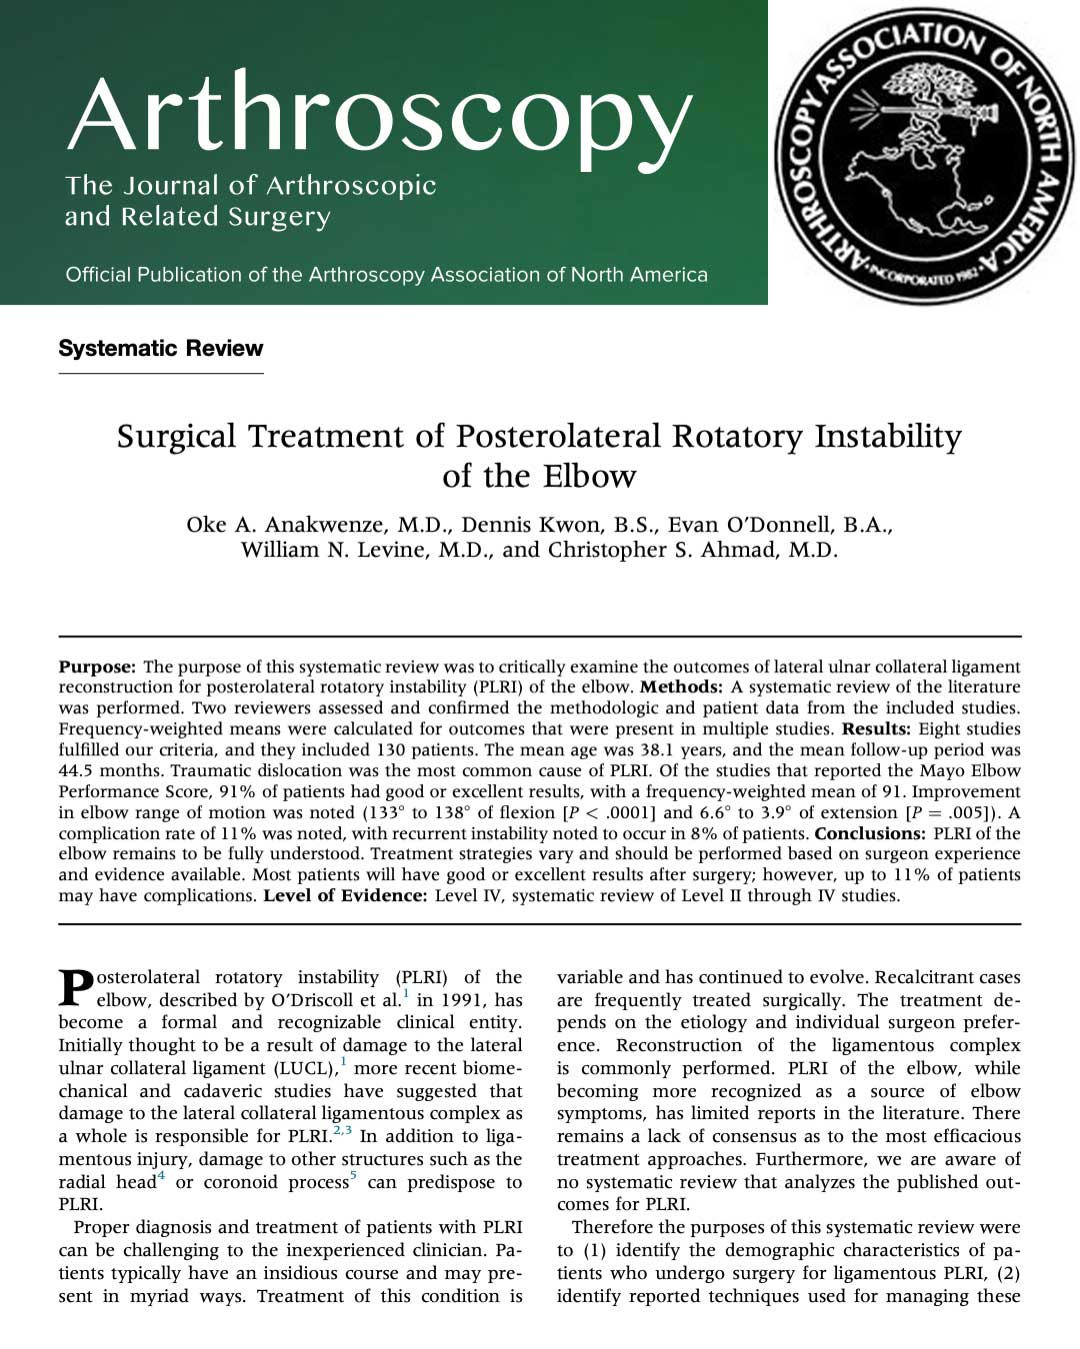 Arthroscopy
The Journal of Arthroscopic
and Related Surgery
Official Publication of the Arthroscopy Association of North America
ARTHROSCOPY ASSOCIATION OF NORTH AMERICA
•INCORPORATED 1982•
Systematic Review
Surgical Treatment of Posterolateral Rotatory Instability
of the Elbow
Oke A. Anakwenze, M.D., Dennis Kwon, B.S., Evan O'Donnell, B.A.,
William N. Levine, M.D., and Christopher S. Ahmad, M.D.
Purpose: The purpose of this systematic review was to critically examine the outcomes of lateral ulnar collateral ligament
reconstruction for posterolateral rotatory instability (PLRI) of the elbow. Methods: A systematic review of the literature
was performed. Two reviewers assessed and confirmed the methodologic and patient data from the included studies.
Frequency-weighted means were calculated for outcomes that were present in multiple studies. Results: Eight studies
fulfilled our criteria, and they included 130 patients. The mean age was 38.1 years, and the mean follow-up period was
44.5 months. Traumatic dislocation was the most common cause of PLRI. Of the studies that reported the Mayo Elbow
Performance Score, 91% of patients had good or excellent results, with a frequency-weighted mean of 91. Improvement
in elbow range of motion was noted (133° to 138° of flexion [P < .0001] and 6.6° to 3.9° of extension [P = .005]). A
complication rate of 11% was noted, with recurrent instability noted to occur in 8% of patients. Conclusions: PLRI of the
elbow remains to be fully understood. Treatment strategies vary and should be performed based on surgeon experience
and evidence available. Most patients will have good or excellent results after surgery; however, up to 11% of patients
may have complications. Level of Evidence: Level IV, systematic review of Level II through IV studies.
Posterolateral rotatory instability (PLRI) of the
elbow, described by O'Driscoll et al.1 in 1991, has
become a formal and recognizable clinical entity.
Initially thought to be a result of damage to the lateral
ulnar collateral ligament (LUCL),1 more recent biome-
chanical and cadaveric studies have suggested that
damage to the lateral collateral ligamentous complex as
a whole is responsible for PLRI.2,3 In addition to liga-
mentous injury, damage to other structures such as the
radial head4 or coronoid process5 can predispose to
PLRI.
Proper diagnosis and treatment of patients with PLRI
can be challenging to the inexperienced clinician. Pa-
tients typically have an insidious course and may pre-
sent in myriad ways. Treatment of this condition is
variable and has continued to evolve. Recalcitrant cases
are frequently treated surgically. The treatment de-
pends on the etiology and individual surgeon prefer-
ence. Reconstruction of the ligamentous complex
is commonly performed. PLRI of the elbow, while
becoming more recognized as a source of elbow
symptoms, has limited reports in the literature. There
remains a lack of consensus as to the most efficacious
treatment approaches. Furthermore, we are aware of
no systematic review that analyzes the published out-
comes for PLRI.
Therefore the purposes of this systematic review were
to (1) identify the demographic characteristics of pa-
tients who undergo surgery for ligamentous PLRI, (2)
identify reported techniques used for managing these